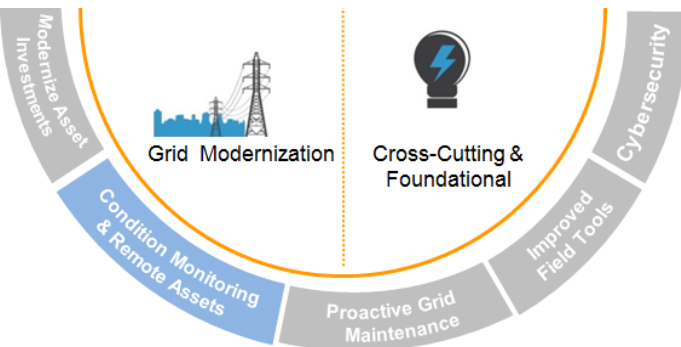 Modernize Asset
Investments
Grid Modernization
Cross-Cutting &
Foundational
Cybersecurity
Condition Monitoring
& Remote Assets
Improved
Field Tools
Proactive Grid
Maintenance